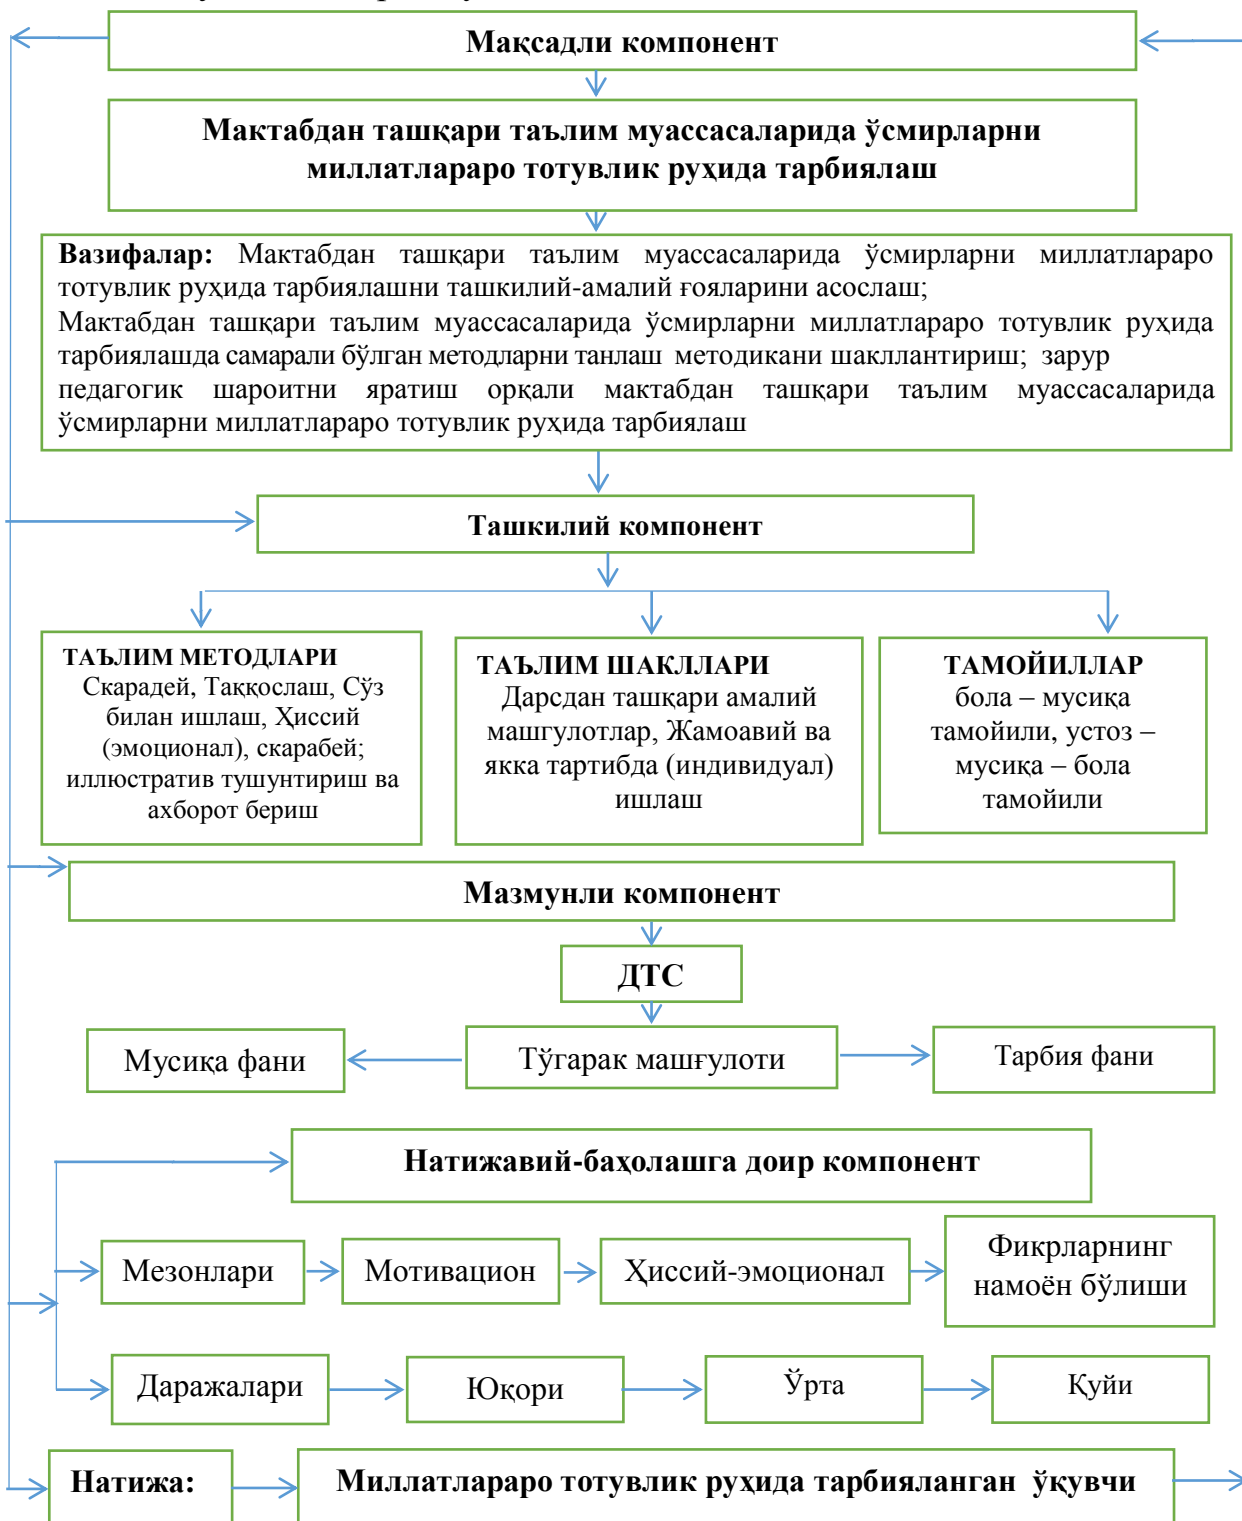 Мақсадли компонент
Мактабдан ташқари таълим муассасаларида ўсмирларни
миллатлараро тотувлик руҳида тарбиялаш
Вазифалар: Мактабдан ташқари таълим муассасаларида ўсмирларни миллатлараро
тотувлик руҳида тарбиялашни ташкилий-амалий ғояларини асослаш;
Мактабдан ташқари таълим муассасаларида ўсмирларни миллатлараро тотувлик руҳида
тарбиялашда самарали бўлган методларни танлаш методикани шакллантириш; зарур
педагогик шароитни яратиш орқали мактабдан ташқари таълим муассасаларида
ўсмирларни миллатлараро тотувлик руҳида тарбиялаш
Ташкилий компонент
ТАЪЛИМ МЕТОДЛАРИ
Скарадей, Таққослаш, Сўз
билан ишлаш, Ҳиссий
(эмоционал), скарабей;
иллюстратив тушунтириш ва
ахборот бериш
ТАЪЛИМ ШАКЛЛАРИ
Дарсдан ташқари амалий
машгулотлар, Жамоавий ва
якка тартибда (индивидуал)
ишлаш
ТАМОЙИЛЛАР
бола – мусиқа
тамойили, устоз –
мусиқа – бола
тамойили
Мазмунли компонент
ДТС
Мусиқа фани
Тўгарак машғулоти
Тарбия фани
Натижавий-баҳолашга доир компонент
Мезонлари
Мотивацион
Ҳиссий-эмоционал
Фикрларнинг
намоён бўлиши
Даражалари
Юқори
Ўрта
Қуйи
Натижа:
Миллатлараро тотувлик руҳида тарбияланган ўқувчи